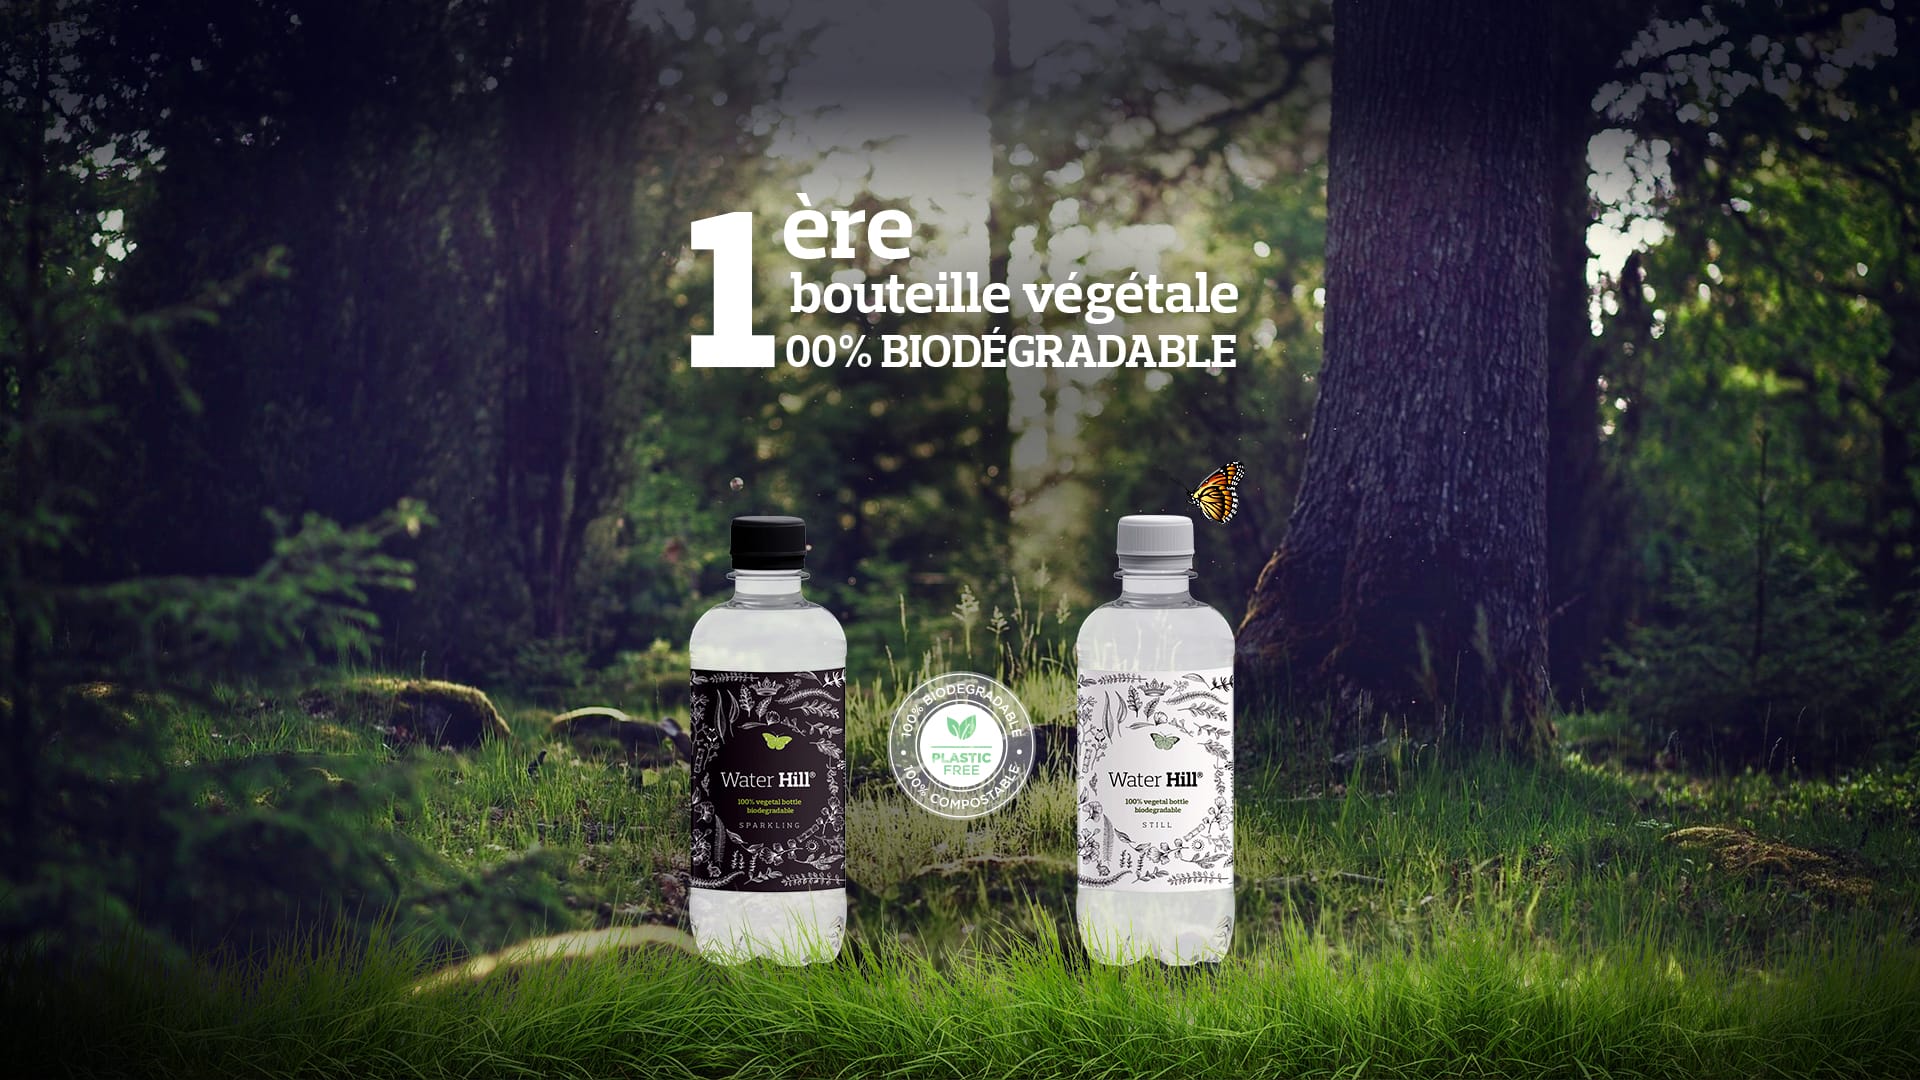 1ère
bouteille végétale
100% BIODÉGRADABLE
Water Hill®
100% vegetal bottle
biodegradable
SPARKLING
100% BIODEGRADABLE
PLASTIC
FREE
100% COMPOSTABLE
Water Hill®
100% vegetal bottle
biodegradable
STILL